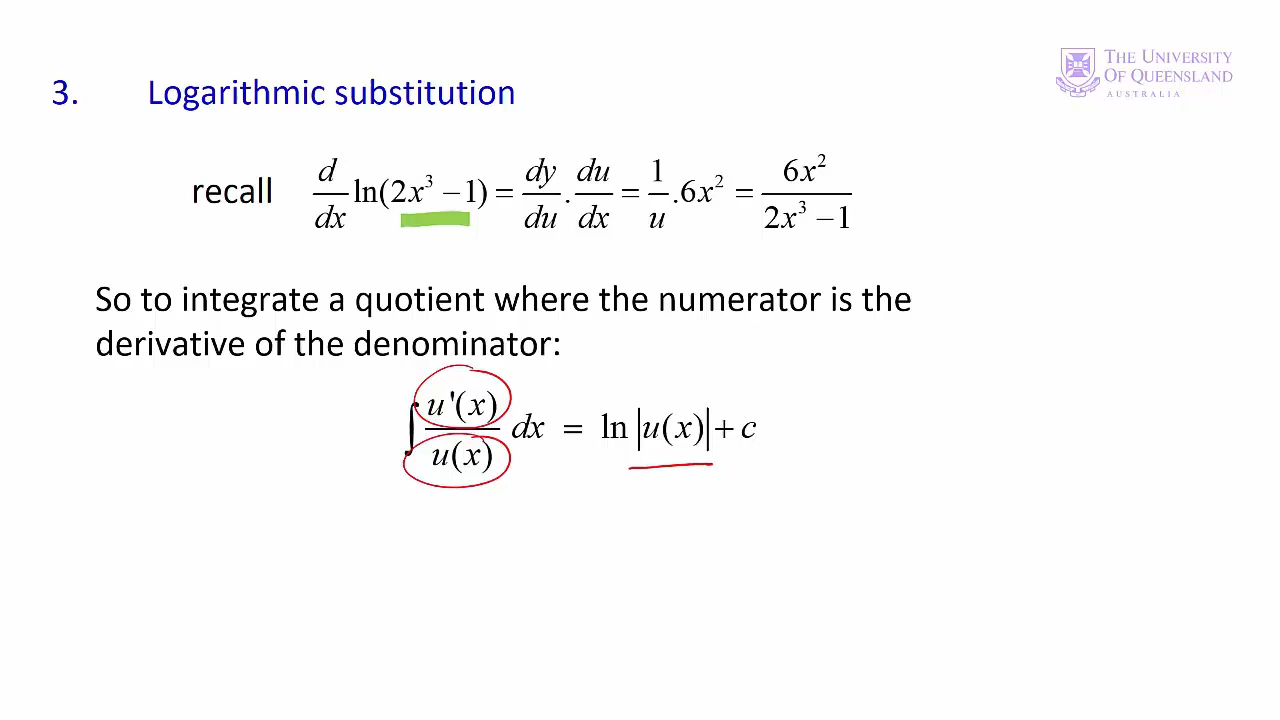 THE UNIVERSITY
OF QUEENSLAND
AUSTRALIA
3. Logarithmic substitution
recall d/dx ln(2x³ − 1) = dy/du . du/dx = 1/u .6x² = 6x²/(2x³ − 1)
So to integrate a quotient where the numerator is the
derivative of the denominator:
∫ u'(x)/u(x) dx = ln |u(x)| + c